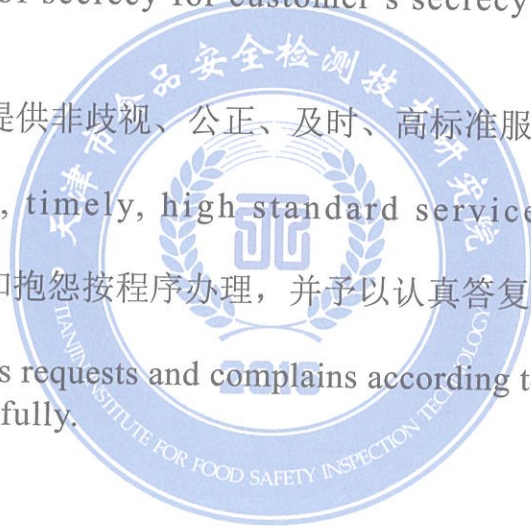 of secrecy for customer's secrecy
提供非歧视、公正、及时、高标准服
, timely, high standard service
和抱怨按程序办理，并予以认真答复
s requests and complains according t
fully.
天津市食品安全检测技术研究院
2013
TIANJIN INSTITUTE FOR FOOD SAFETY INSPECTION TECHNOLOGY